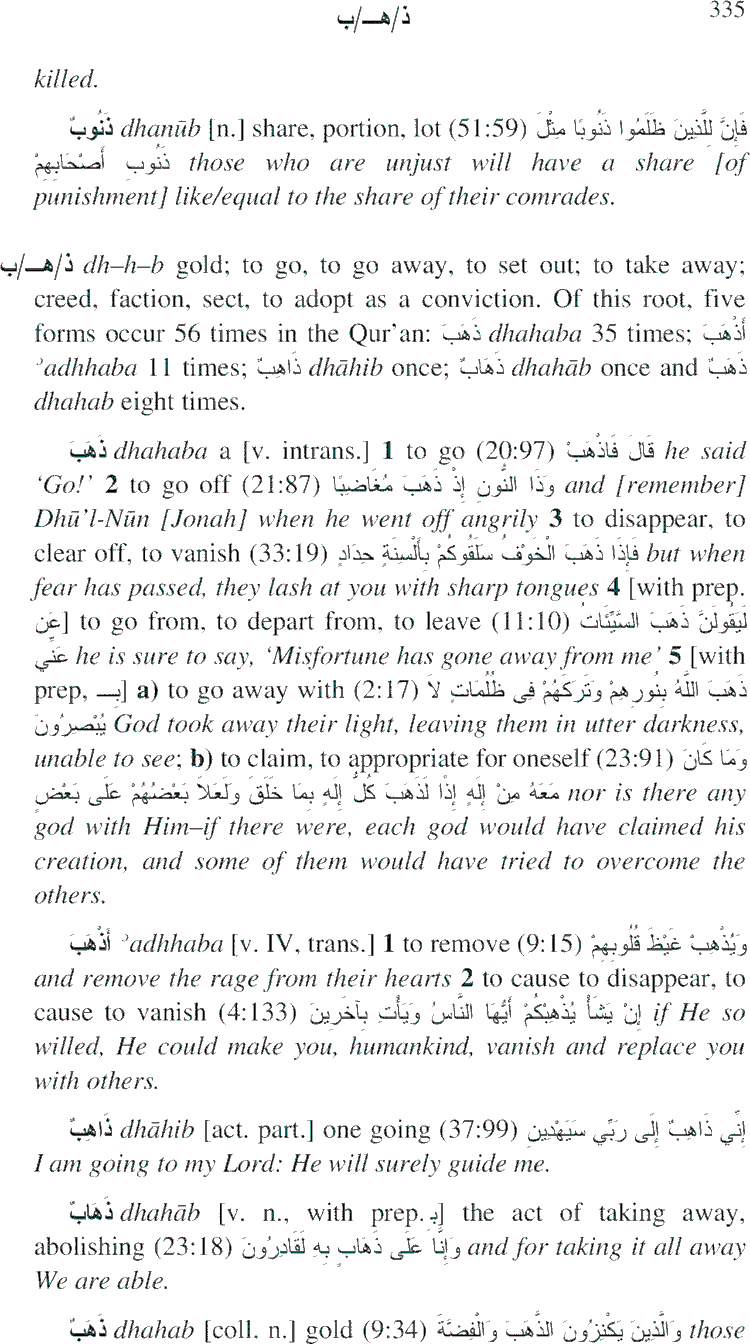 ذ/هـ/ب 335
killed.
ذَنُوبٌ dhanūb [n.] share, portion, lot (51:59) فَإِنَّ لِلَّذِينَ ظَلَمُوا ذَنُوبًا مِثْلَ
ذَنُوبِ أَصْحَابِهِمْ those who are unjust will have a share [of
punishment] like/equal to the share of their comrades.
ذ/هـ/ب dh–h–b gold; to go, to go away, to set out; to take away;
creed, faction, sect, to adopt as a conviction. Of this root, five
forms occur 56 times in the Qur’an: ذَهَبَ dhahaba 35 times; أَذْهَبَ
ʾadhhaba 11 times; ذَاهِبٌ dhāhib once; ذَهَابٌ dhahāb once and ذَهَبٌ
dhahab eight times.
ذَهَبَ dhahaba a [v. intrans.] 1 to go (20:97) قَالَ فَاذْهَبْ he said
‘Go!’ 2 to go off (21:87) وَذَا النُّونِ إِذْ ذَهَبَ مُغَاضِبًا and [remember]
Dhū’l-Nūn [Jonah] when he went off angrily 3 to disappear, to
clear off, to vanish (33:19) فَإِذَا ذَهَبَ الْخَوْفُ سَلَقُوكُمْ بِأَلْسِنَةٍ حِدَادٍ but when
fear has passed, they lash at you with sharp tongues 4 [with prep.
عَن] to go from, to depart from, to leave (11:10) لَيَقُولَنَّ ذَهَبَ السَّيِّئَاتُ
عَنِّي he is sure to say, ‘Misfortune has gone away from me’ 5 [with
prep, بِـ] a) to go away with (2:17) ذَهَبَ اللَّهُ بِنُورِهِمْ وَتَرَكَهُمْ فِى ظُلُمَاتٍ لَا
يُبْصِرُونَ God took away their light, leaving them in utter darkness,
unable to see; b) to claim, to appropriate for oneself (23:91) وَمَا كَانَ
مَعَهُ مِنْ إِلَهٍ إِذًا لَذَهَبَ كُلُّ إِلَهٍ بِمَا خَلَقَ وَلَعَلَا بَعْضُهُمْ عَلَى بَعْضٍ nor is there any
god with Him–if there were, each god would have claimed his
creation, and some of them would have tried to overcome the
others.
أَذْهَبَ ʾadhhaba [v. IV, trans.] 1 to remove (9:15) وَيُذْهِبْ غَيْظَ قُلُوبِهِمْ
and remove the rage from their hearts 2 to cause to disappear, to
cause to vanish (4:133) إِنْ يَشَأْ يُذْهِبْكُمْ أَيُّهَا النَّاسُ وَيَأْتِ بِآخَرِينَ if He so
willed, He could make you, humankind, vanish and replace you
with others.
ذَاهِبٌ dhāhib [act. part.] one going (37:99) إِنِّي ذَاهِبٌ إِلَى رَبِّي سَيَهْدِينِ
I am going to my Lord: He will surely guide me.
ذَهَابٌ dhahāb [v. n., with prep. بِـ] the act of taking away,
abolishing (23:18) وَإِنَّا عَلَى ذَهَابٍ بِهِ لَقَادِرُونَ and for taking it all away
We are able.
ذَهَبٌ dhahab [coll. n.] gold (9:34) وَالَّذِينَ يَكْنِزُونَ الذَّهَبَ وَالْفِضَّةَ those